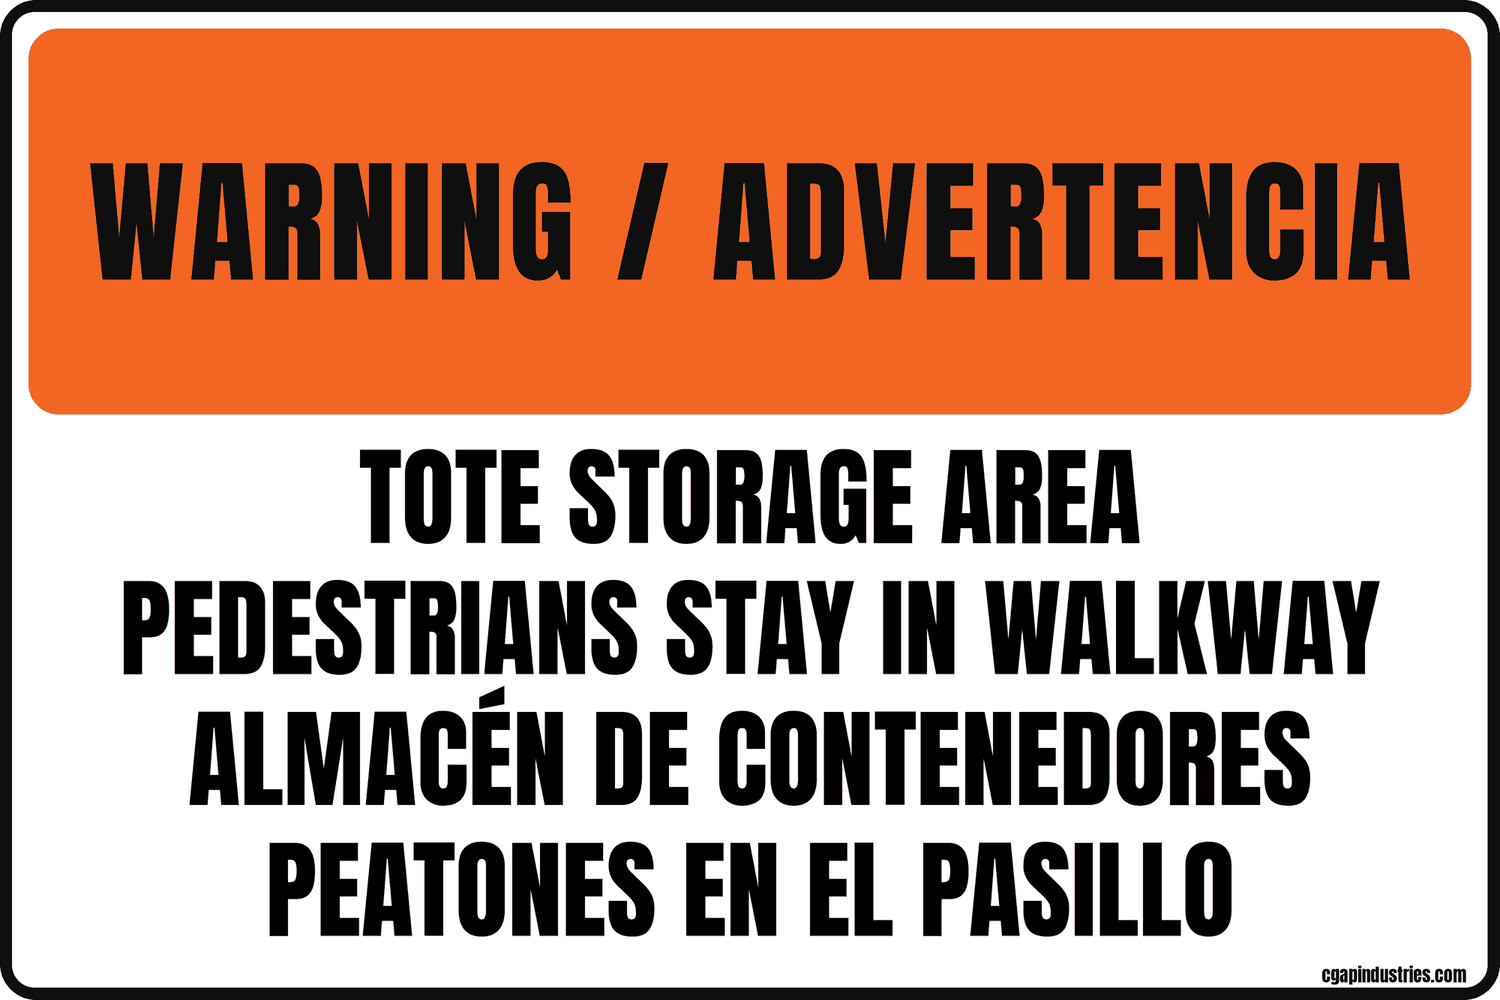 WARNING / ADVERTENCIA
TOTE STORAGE AREA
PEDESTRIANS STAY IN WALKWAY
ALMACÉN DE CONTENEDORES
PEATONES EN EL PASILLO
cgapindustries.com